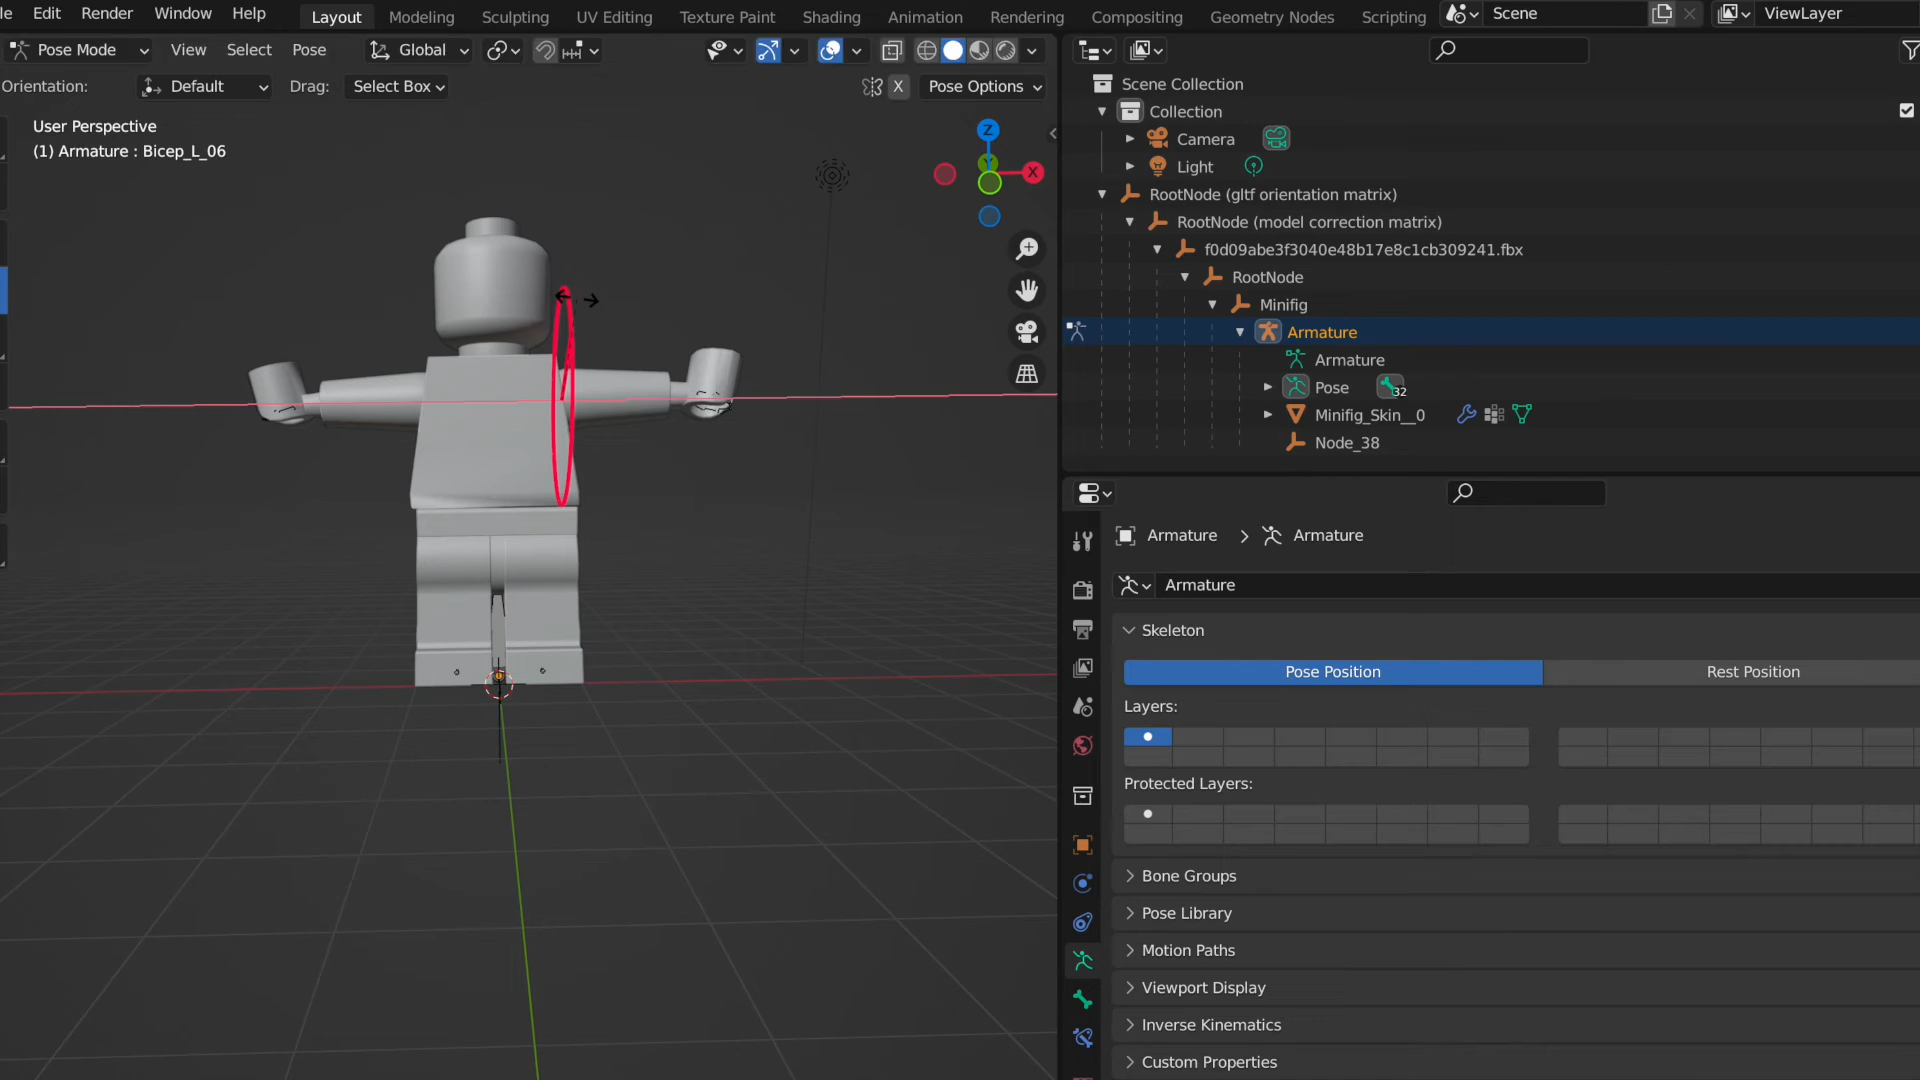 le Edit Render Window Help Layout Modeling Sculpting UV Editing Texture Paint Shading Animation Rendering Compositing Geometry Nodes Scripting Scene ViewLayer
Pose Mode View Select Pose Global
Orientation: Default Drag: Select Box X Pose Options
User Perspective
(1) Armature : Bicep_L_06
Z
Y
X
Scene Collection
Collection
Camera
Light
RootNode (gltf orientation matrix)
RootNode (model correction matrix)
f0d09abe3f3040e48b17e8c1cb309241.fbx
RootNode
Minifig
Armature
Armature
Pose 32
Minifig_Skin__0
Node_38
Armature > Armature
Armature
Skeleton
Pose Position Rest Position
Layers:
Protected Layers:
Bone Groups
Pose Library
Motion Paths
Viewport Display
Inverse Kinematics
Custom Properties